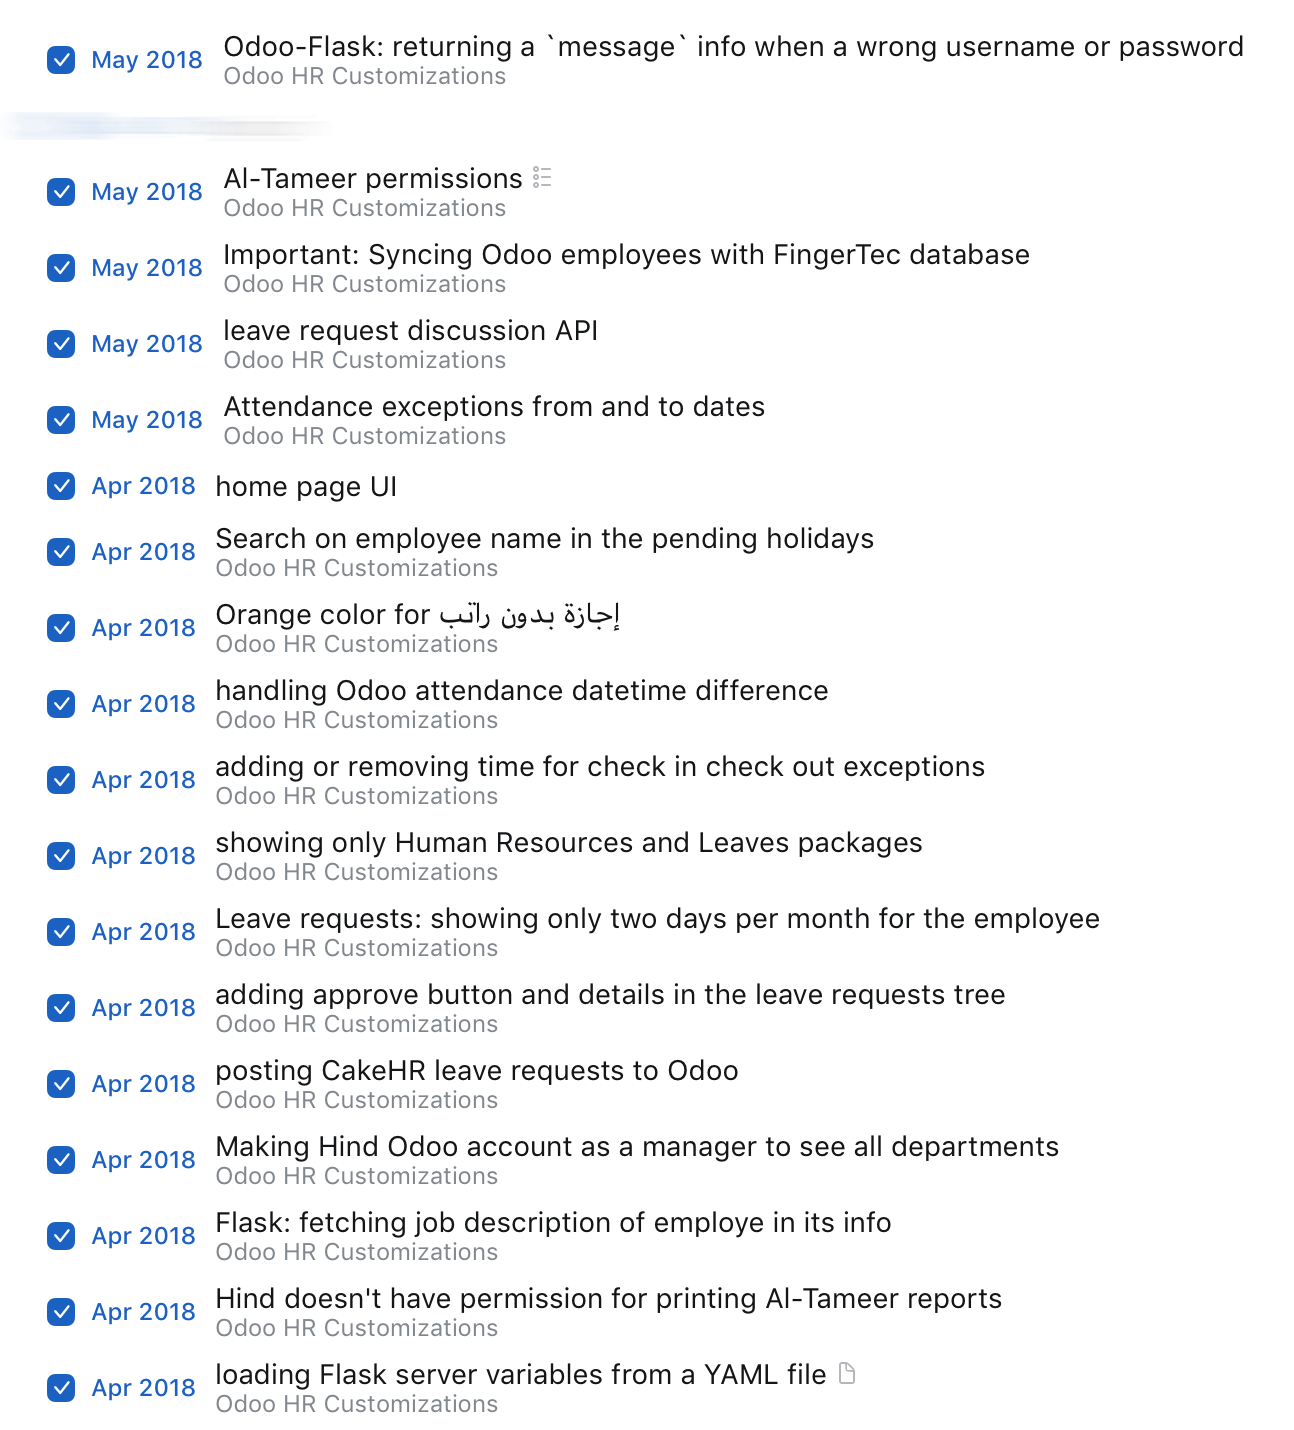 May 2018 Odoo-Flask: returning a `message` info when a wrong username or password
Odoo HR Customizations
May 2018 Al-Tameer permissions
Odoo HR Customizations
May 2018 Important: Syncing Odoo employees with FingerTec database
Odoo HR Customizations
May 2018 leave request discussion API
Odoo HR Customizations
May 2018 Attendance exceptions from and to dates
Odoo HR Customizations
Apr 2018 home page UI
Apr 2018 Search on employee name in the pending holidays
Odoo HR Customizations
Apr 2018 Orange color for إجازة بدون راتب
Odoo HR Customizations
Apr 2018 handling Odoo attendance datetime difference
Odoo HR Customizations
Apr 2018 adding or removing time for check in check out exceptions
Odoo HR Customizations
Apr 2018 showing only Human Resources and Leaves packages
Odoo HR Customizations
Apr 2018 Leave requests: showing only two days per month for the employee
Odoo HR Customizations
Apr 2018 adding approve button and details in the leave requests tree
Odoo HR Customizations
Apr 2018 posting CakeHR leave requests to Odoo
Odoo HR Customizations
Apr 2018 Making Hind Odoo account as a manager to see all departments
Odoo HR Customizations
Apr 2018 Flask: fetching job description of employe in its info
Odoo HR Customizations
Apr 2018 Hind doesn't have permission for printing Al-Tameer reports
Odoo HR Customizations
Apr 2018 loading Flask server variables from a YAML file
Odoo HR Customizations